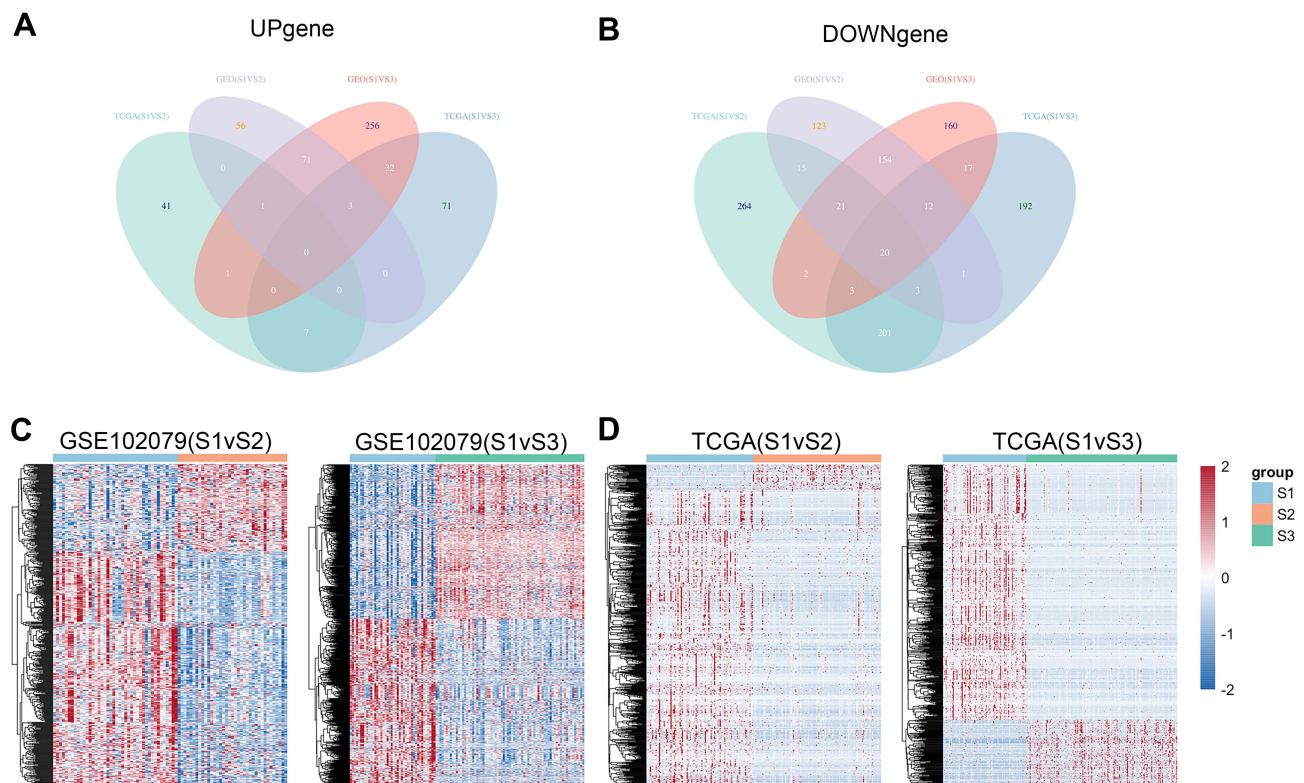 A
UPgene
GEO(S1VS2)
GEO(S1VS3)
TCGA(S1VS2)
TCGA(S1VS3)
56
256
71
0
32
41
1
3
71
0
1
0
0
0
7
B
DOWNgene
GEO(S1VS2)
GEO(S1VS3)
TCGA(S1VS2)
TCGA(S1VS3)
123
160
154
15
17
264
21
12
192
20
2
1
3
3
201
C
GSE102079(S1vS2)
GSE102079(S1vS3)
D
TCGA(S1vS2)
TCGA(S1vS3)
2
1
0
-1
-2
group
S1
S2
S3